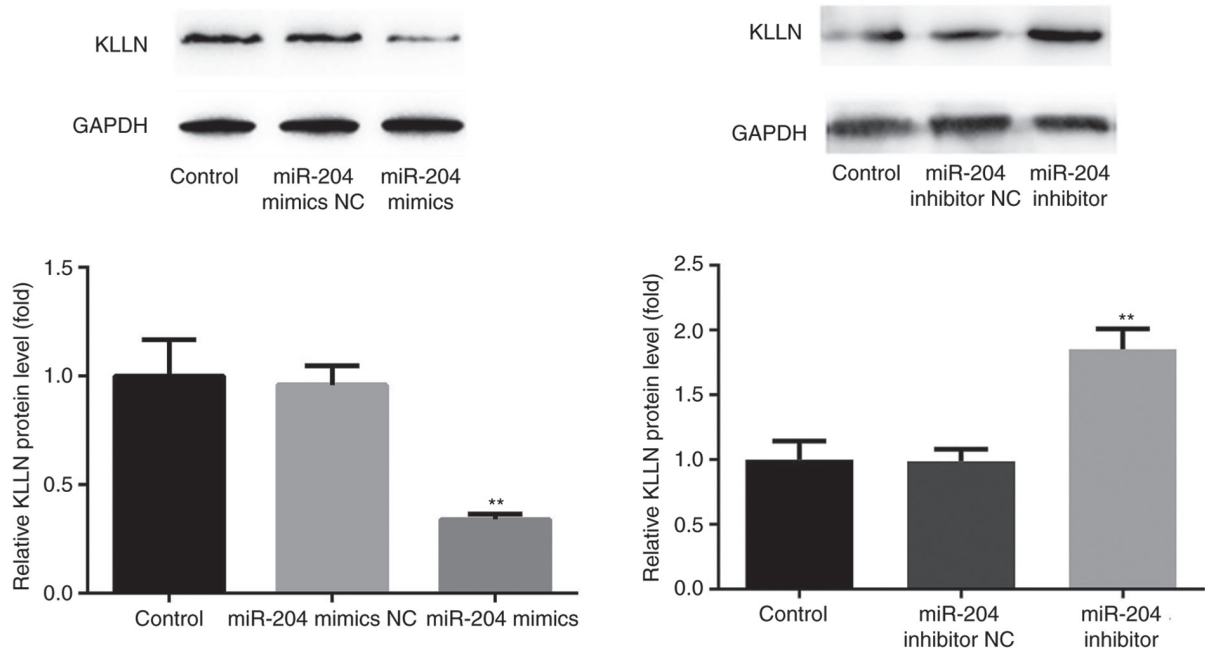 KLLN
GAPDH
Control
miR-204
mimics NC
miR-204
mimics
KLLN
GAPDH
Control
miR-204
inhibitor NC
miR-204
inhibitor
Relative KLLN protein level (fold)
1.5
1.0
0.5
0.0
**
Control
miR-204 mimics NC
miR-204 mimics
Relative KLLN protein level (fold)
2.5
2.0
1.5
1.0
0.5
0.0
**
Control
miR-204
inhibitor NC
miR-204
inhibitor